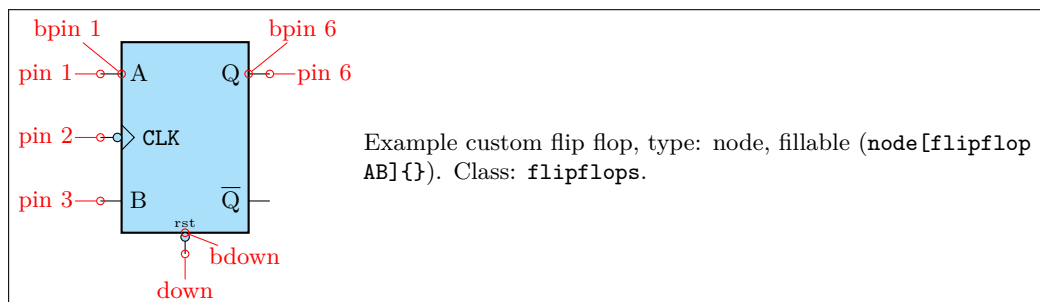 bpin 1
bpin 6
pin 1
A
Q
pin 6
pin 2
CLK
Example custom flip flop, type: node, fillable (node[flipflop
AB]{}). Class: flipflops.
pin 3
B
Q̅
rst
bdown
down